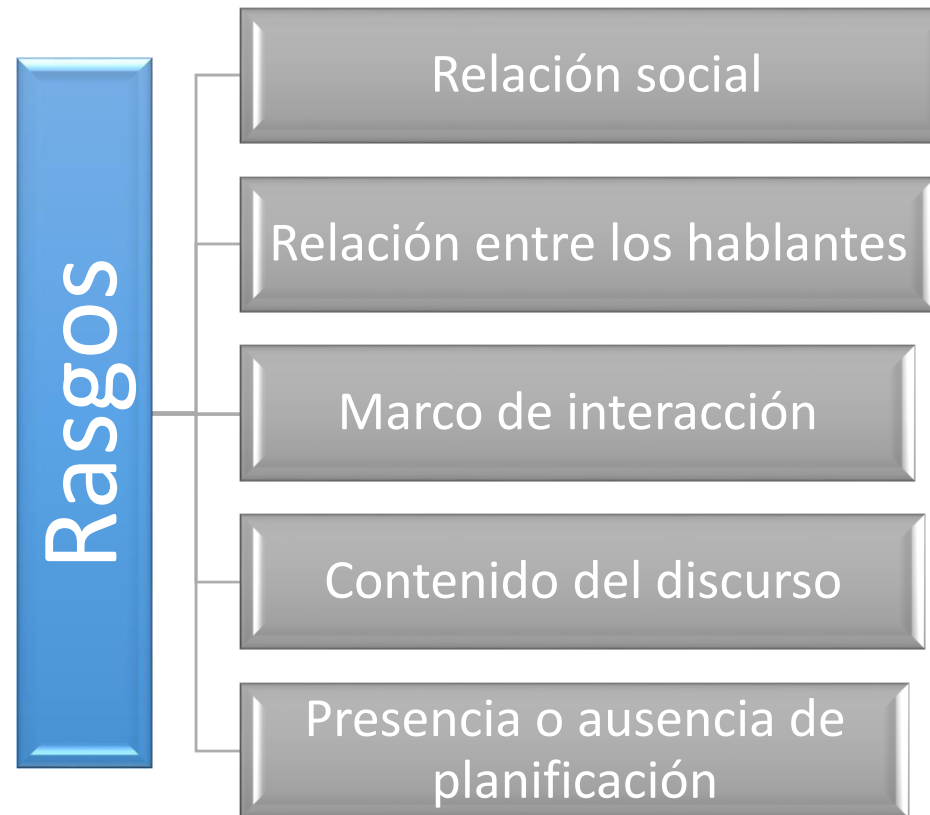 Rasgos
Relación social
Relación entre los hablantes
Marco de interacción
Contenido del discurso
Presencia o ausencia de
planificación